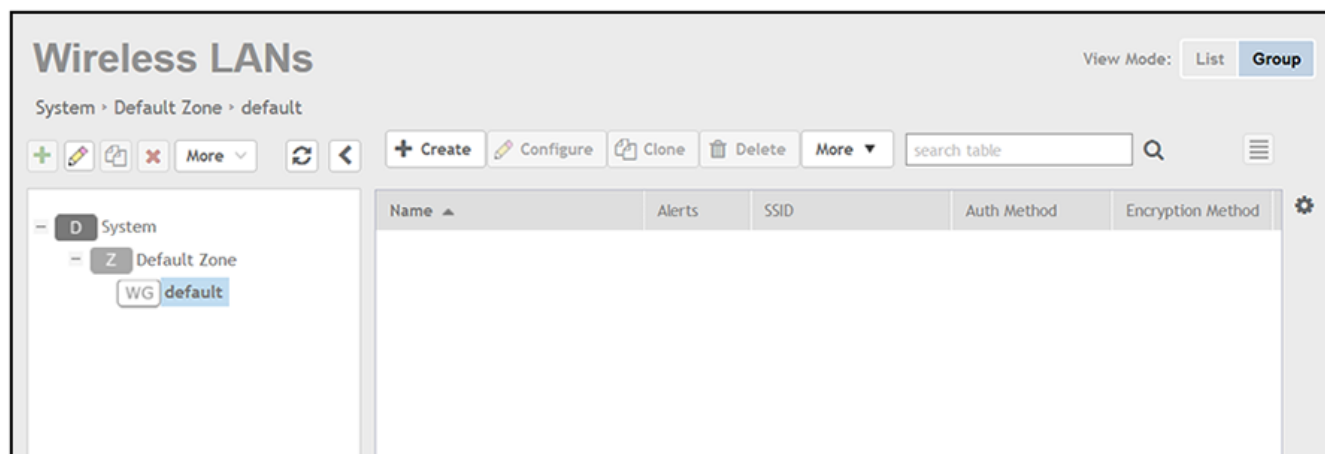 Wireless LANs
View Mode: List Group
System › Default Zone › default
More
+ Create Configure Clone Delete More ▼ search table
Name ▲ Alerts SSID Auth Method Encryption Method
D System
Z Default Zone
WG default